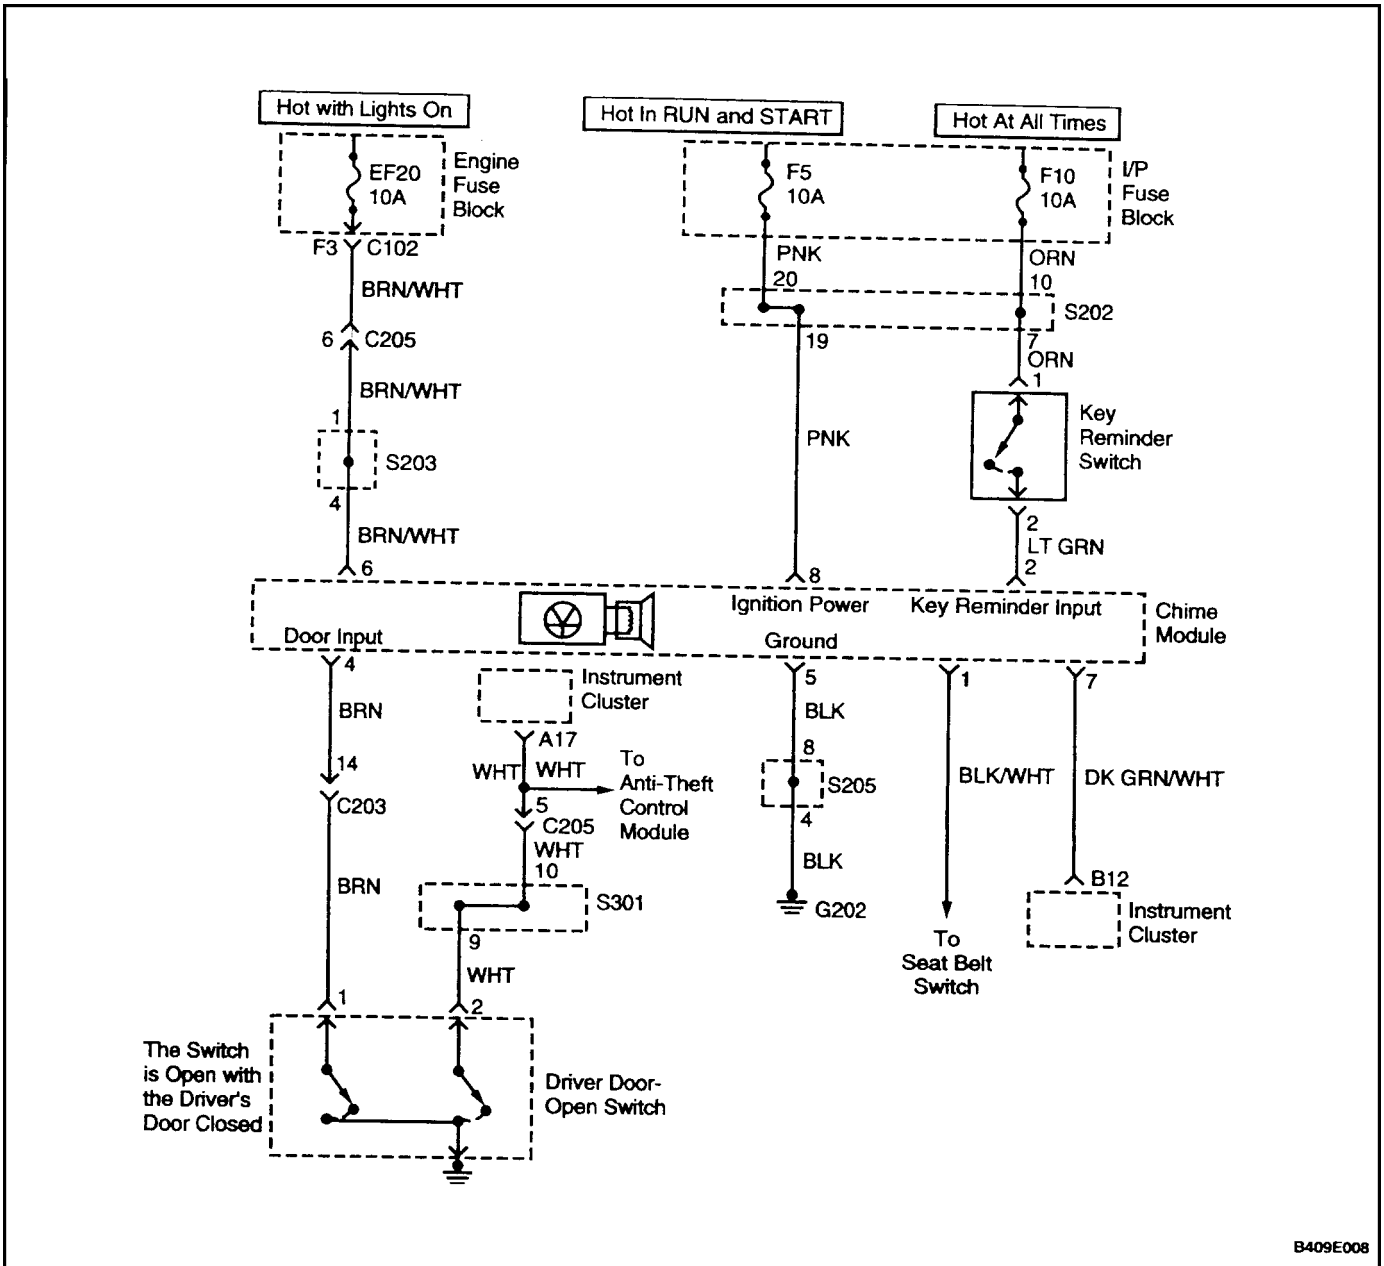 Hot with Lights On
Hot In RUN and START
Hot At All Times
EF20
10A
Engine
Fuse
Block
F5
10A
F10
10A
I/P
Fuse
Block
F3
C102
PNK
20
ORN
10
BRN/WHT
S202
6
C205
19
7
ORN
1
BRN/WHT
1
S203
4
PNK
Key
Reminder
Switch
BRN/WHT
2
LT GRN
2
6
8
Ignition Power
Key Reminder Input
Chime
Module
Door Input
Ground
4
Instrument
Cluster
5
1
7
BRN
A17
BLK
WHT
WHT
To
Anti-Theft
Control
Module
8
S205
4
BLK/WHT
DK GRN/WHT
14
C203
5
C205
WHT
10
BLK
BRN
S301
G202
B12
Instrument
Cluster
9
WHT
To
Seat Belt
Switch
1
2
The Switch
is Open with
the Driver's
Door Closed
Driver Door-
Open Switch
B409E008